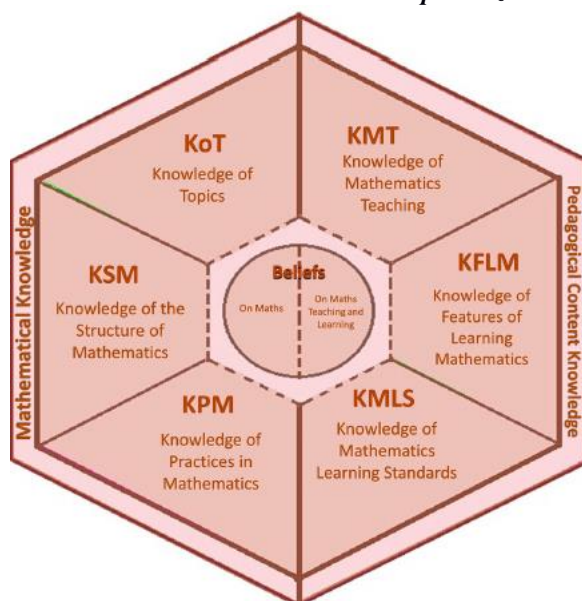 KoT
Knowledge of
Topics
KMT
Knowledge of
Mathematics
Teaching
Mathematical Knowledge
KSM
Knowledge of the
Structure of
Mathematics
Beliefs
On Maths
On Maths
Teaching and
Learning
KFLM
Knowledge of
Features of
Learning
Mathematics
Pedagogical Content Knowledge
KPM
Knowledge of
Practices in
Mathematics
KMLS
Knowledge of
Mathematics
Learning Standards